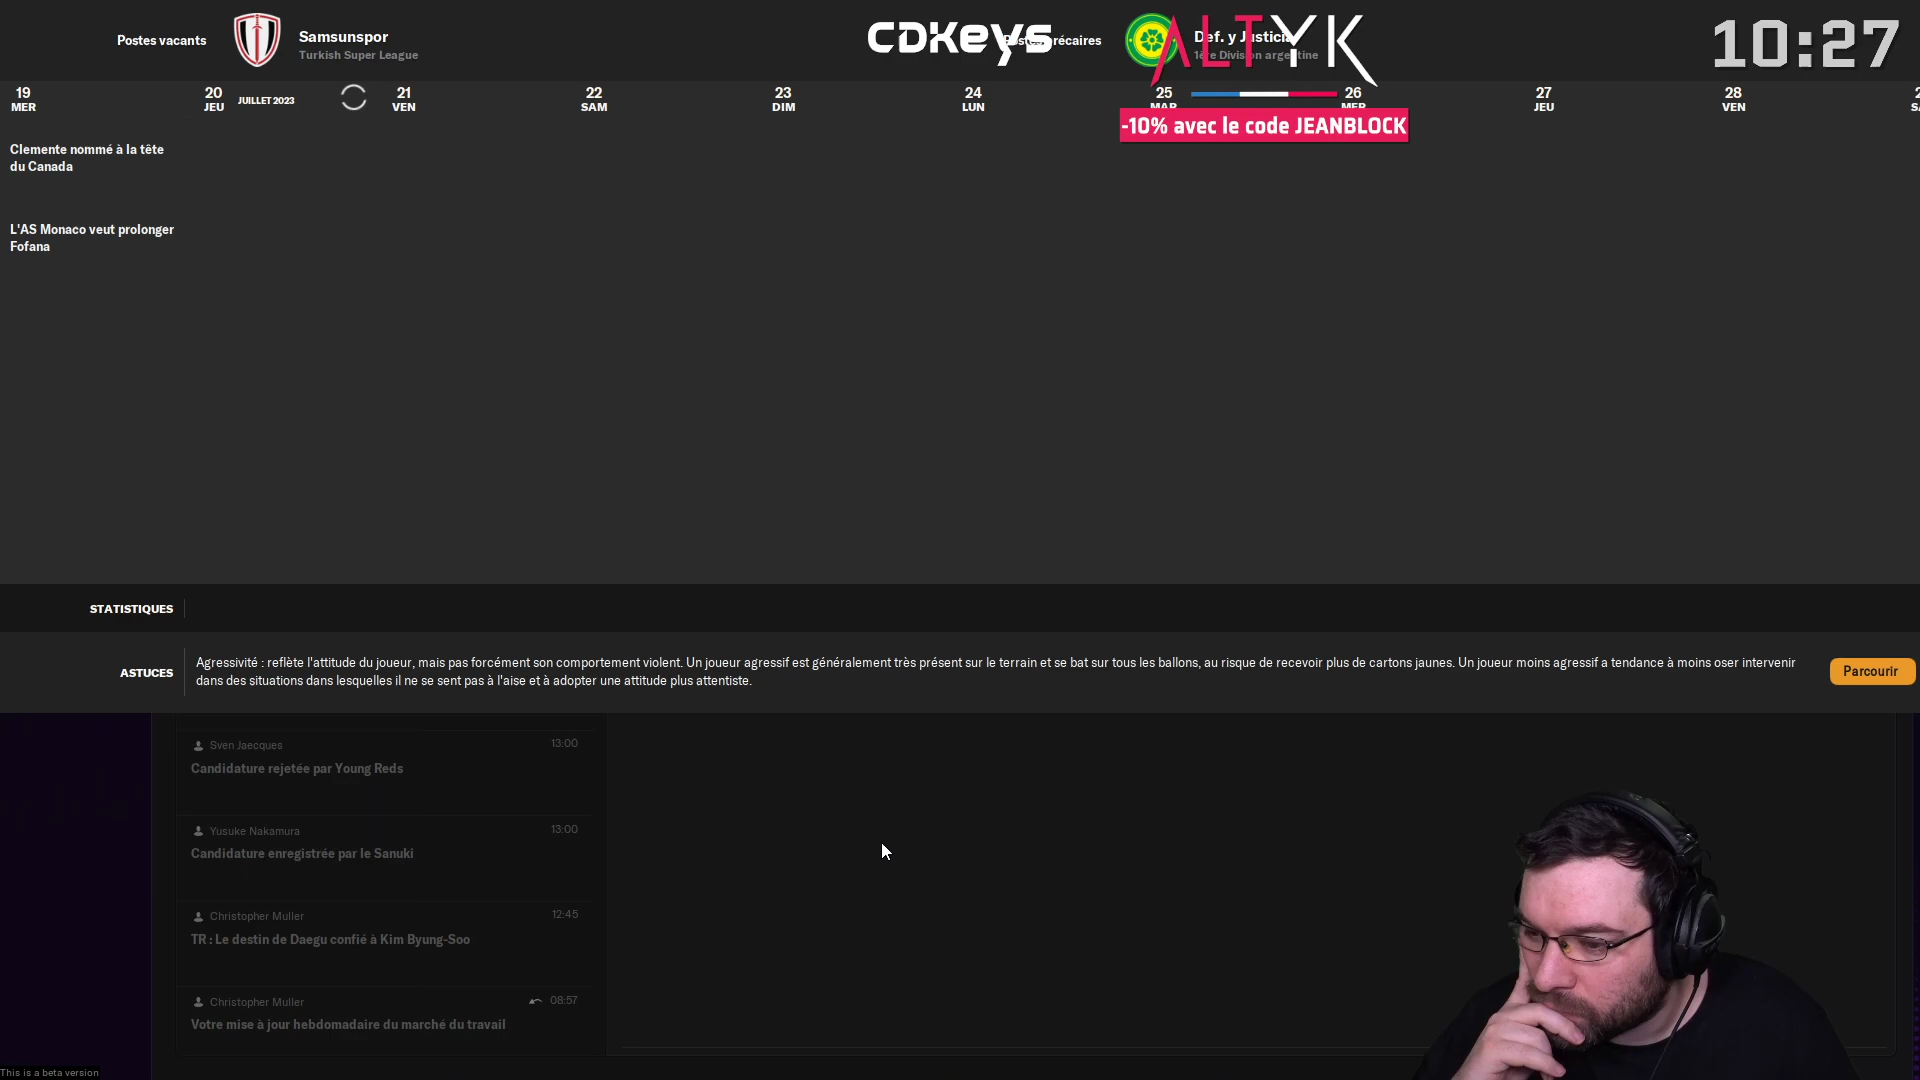 Postes vacants
Samsunspor
Turkish Super League
CDKeys
précaires
Def. y Justicia
1ère Division argentine
ALTYK
10:27
19
MER
20
JEU
JUILLET 2023
21
VEN
22
SAM
23
DIM
24
LUN
25
MAR
26
MER
27
JEU
28
VEN
-10% avec le code JEANBLOCK
Clemente nommé à la tête
du Canada
L'AS Monaco veut prolonger
Fofana
STATISTIQUES
ASTUCES
Agressivité : reflète l'attitude du joueur, mais pas forcément son comportement violent. Un joueur agressif est généralement très présent sur le terrain et se bat sur tous les ballons, au risque de recevoir plus de cartons jaunes. Un joueur moins agressif a tendance à moins oser intervenir
dans des situations dans lesquelles il ne se sent pas à l'aise et à adopter une attitude plus attentiste.
Parcourir
Sven Jaecques
13:00
Candidature rejetée par Young Reds
Yusuke Nakamura
13:00
Candidature enregistrée par le Sanuki
Christopher Muller
12:45
TR : Le destin de Daegu confié à Kim Byung-Soo
Christopher Muller
08:57
Votre mise à jour hebdomadaire du marché du travail
This is a beta version